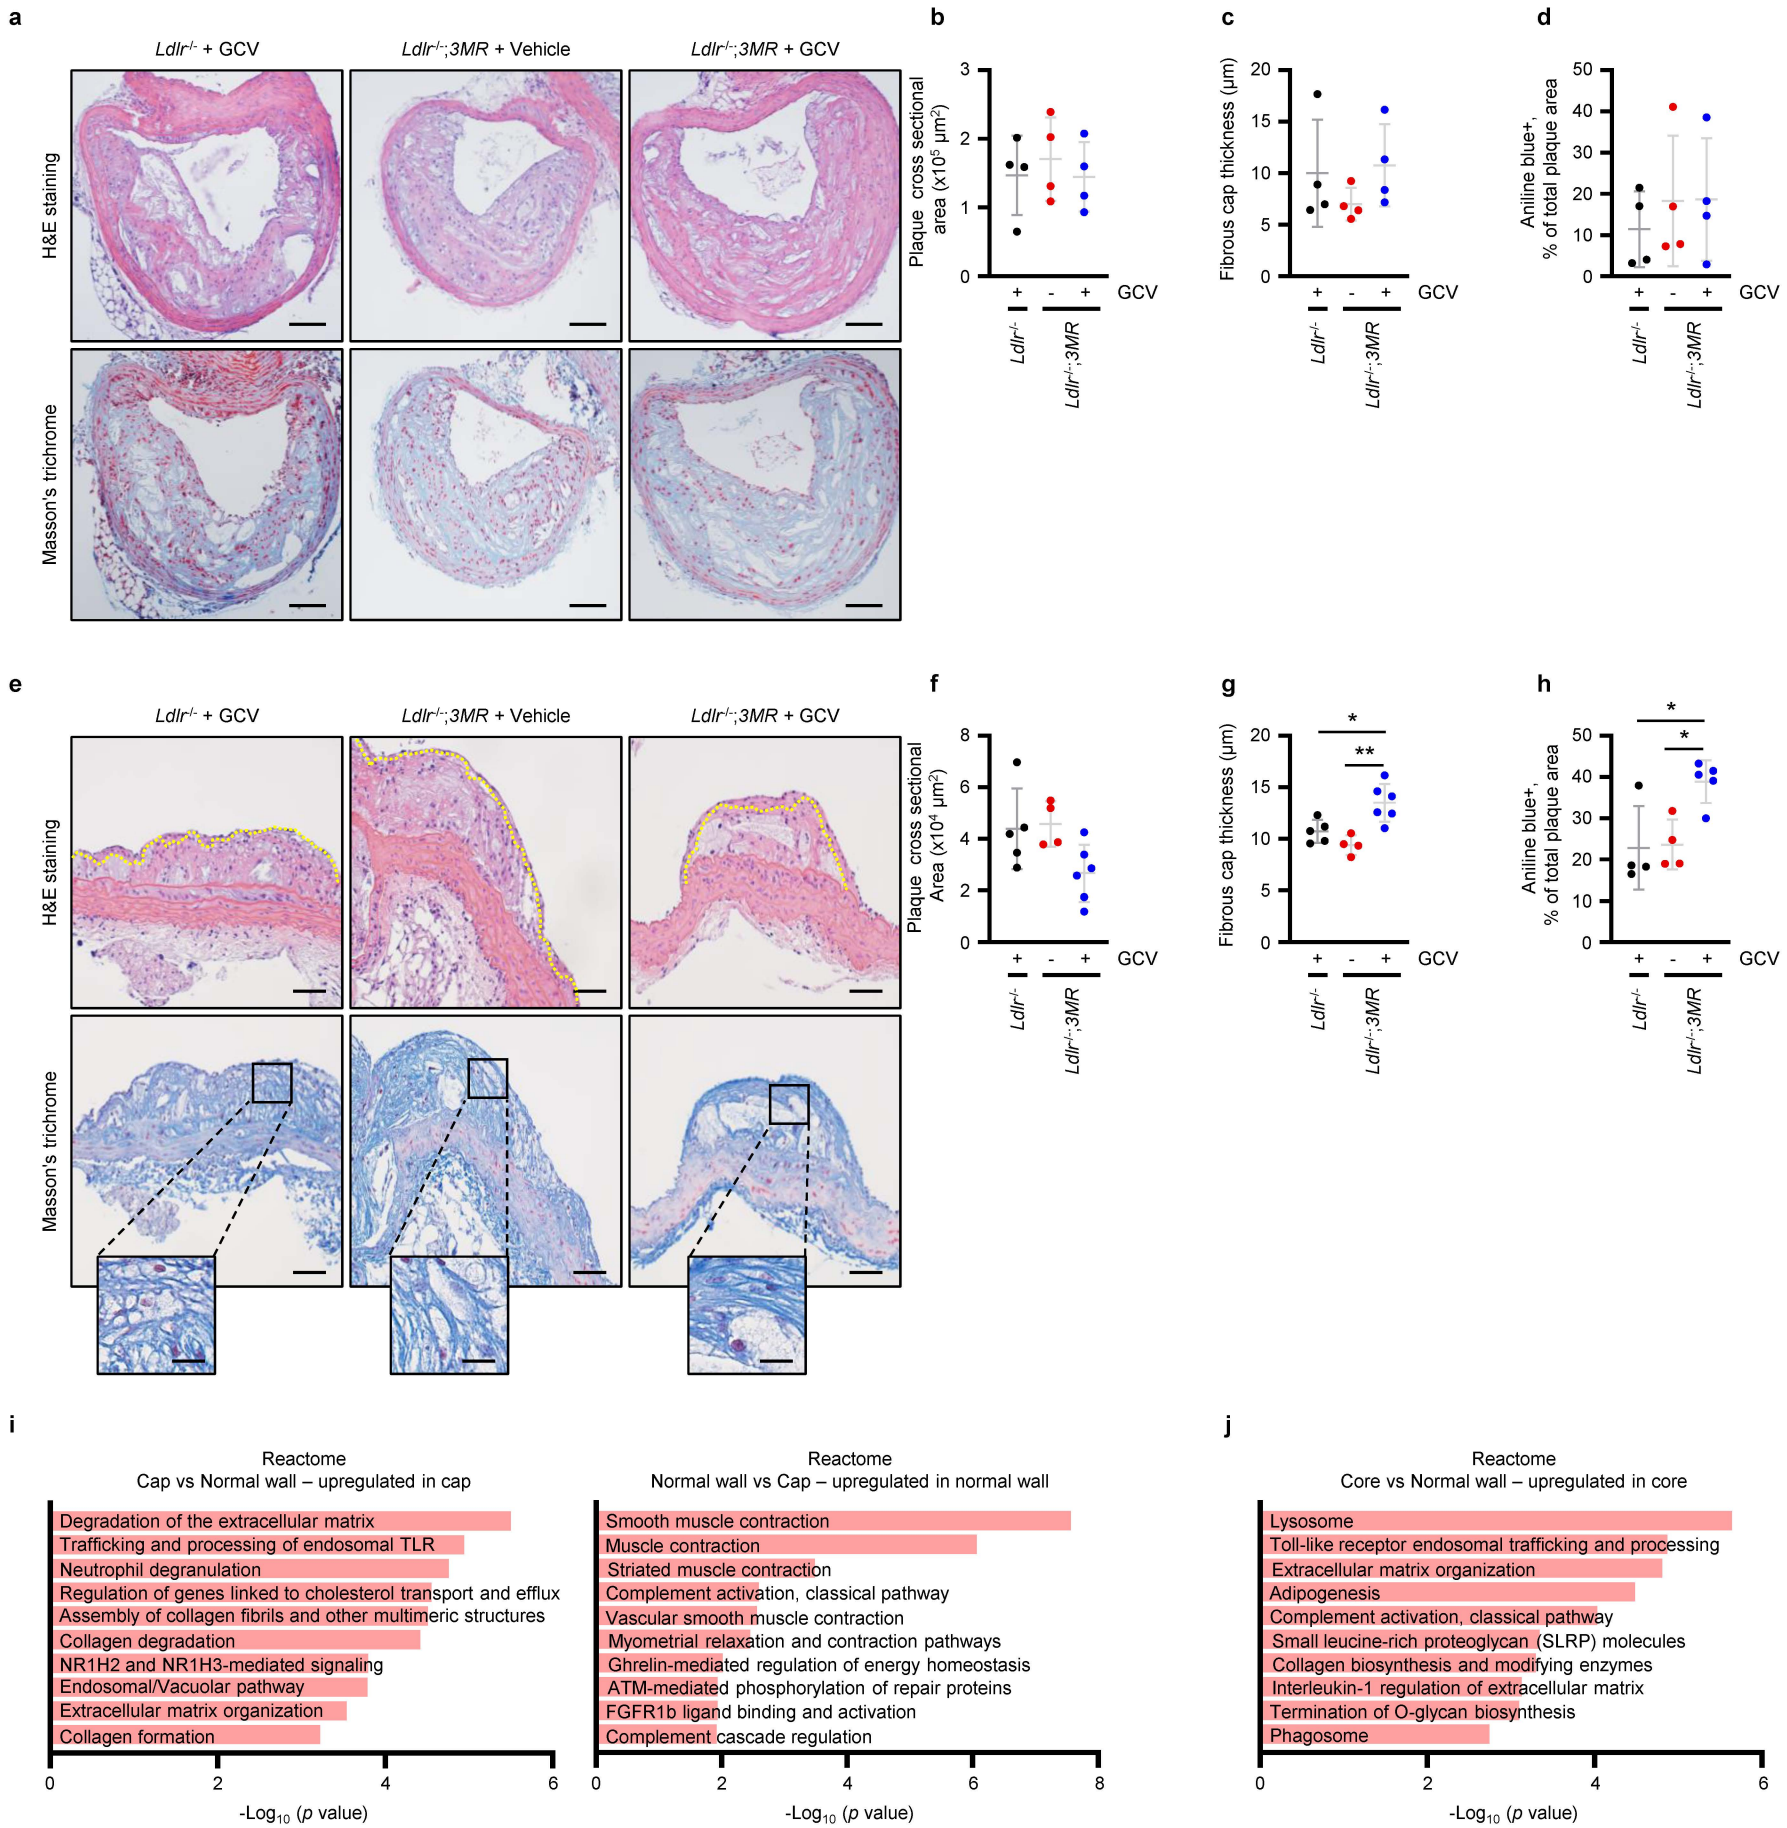 a
Ldlr-/- + GCV
Ldlr-/-;3MR + Vehicle
Ldlr-/-;3MR + GCV
H&E staining
Masson's trichrome
b
Plaque cross sectional
area (x10⁵ µm²)
3
2
1
0
+
-
+
GCV
Ldlr-/-
Ldlr-/-;3MR
c
Fibrous cap thickness (µm)
20
15
10
5
0
+
-
+
GCV
Ldlr-/-
Ldlr-/-;3MR
d
Aniline blue+,
% of total plaque area
50
40
30
20
10
0
+
-
+
GCV
Ldlr-/-
Ldlr-/-;3MR
e
Ldlr-/- + GCV
Ldlr-/-;3MR + Vehicle
Ldlr-/-;3MR + GCV
H&E staining
Masson's trichrome
f
Plaque cross sectional
Area (x10⁴ µm²)
8
6
4
2
0
+
-
+
GCV
Ldlr-/-
Ldlr-/-;3MR
g
Fibrous cap thickness (µm)
20
15
10
5
0
*
**
+
-
+
GCV
Ldlr-/-
Ldlr-/-;3MR
h
Aniline blue+,
% of total plaque area
50
40
30
20
10
0
*
*
+
-
+
GCV
Ldlr-/-
Ldlr-/-;3MR
i
Reactome
Cap vs Normal wall – upregulated in cap
Degradation of the extracellular matrix
Trafficking and processing of endosomal TLR
Neutrophil degranulation
Regulation of genes linked to cholesterol transport and efflux
Assembly of collagen fibrils and other multimeric structures
Collagen degradation
NR1H2 and NR1H3-mediated signaling
Endosomal/Vacuolar pathway
Extracellular matrix organization
Collagen formation
0 2 4 6
-Log₁₀ (p value)
Reactome
Normal wall vs Cap – upregulated in normal wall
Smooth muscle contraction
Muscle contraction
Striated muscle contraction
Complement activation, classical pathway
Vascular smooth muscle contraction
Myometrial relaxation and contraction pathways
Ghrelin-mediated regulation of energy homeostasis
ATM-mediated phosphorylation of repair proteins
FGFR1b ligand binding and activation
Complement cascade regulation
0 2 4 6 8
-Log₁₀ (p value)
j
Reactome
Core vs Normal wall – upregulated in core
Lysosome
Toll-like receptor endosomal trafficking and processing
Extracellular matrix organization
Adipogenesis
Complement activation, classical pathway
Small leucine-rich proteoglycan (SLRP) molecules
Collagen biosynthesis and modifying enzymes
Interleukin-1 regulation of extracellular matrix
Termination of O-glycan biosynthesis
Phagosome
0 2 4 6
-Log₁₀ (p value)